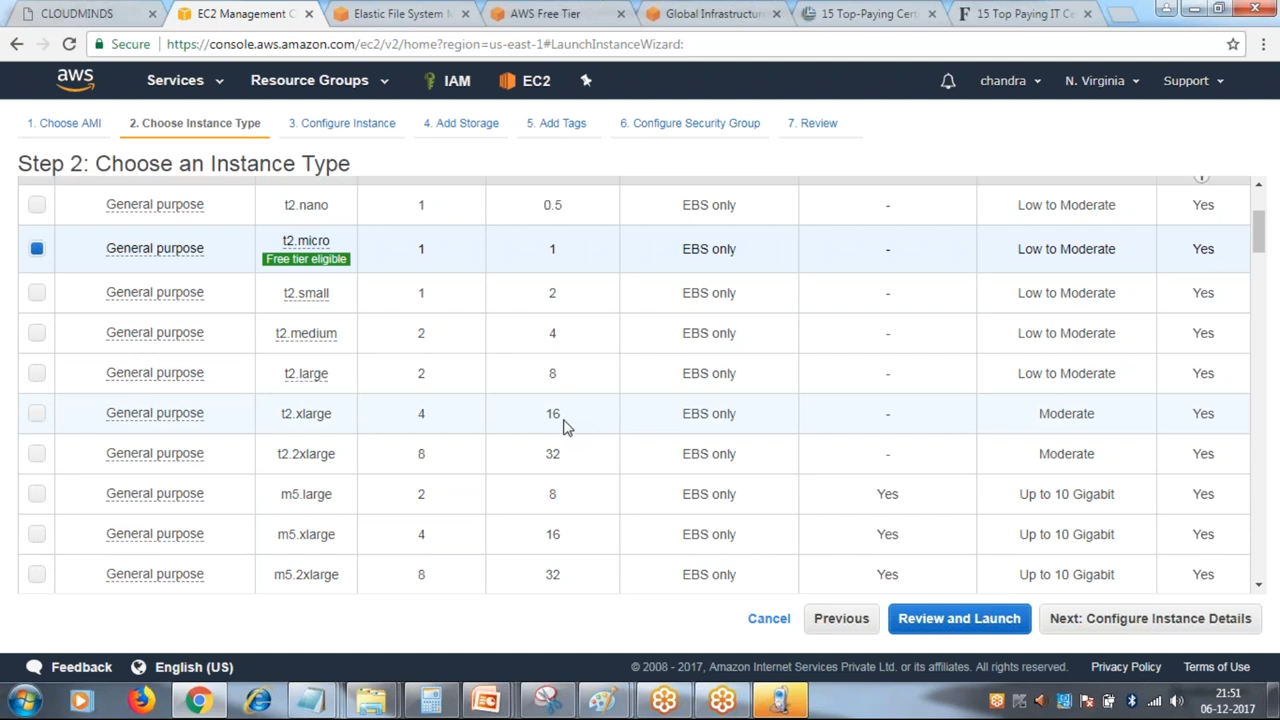 CLOUDMINDS
EC2 Management C
Elastic File System I
AWS Free Tier
Global Infrastructur
15 Top-Paying Cert
15 Top Paying IT Ce
Secure https://console.aws.amazon.com/ec2/v2/home?region=us-east-1#LaunchInstanceWizard:
aws Services Resource Groups IAM EC2 chandra N. Virginia Support
1. Choose AMI 2. Choose Instance Type 3. Configure Instance 4. Add Storage 5. Add Tags 6. Configure Security Group 7. Review
Step 2: Choose an Instance Type
General purpose t2.nano 1 0.5 EBS only - Low to Moderate Yes
General purpose t2.micro 1 1 EBS only - Low to Moderate Yes
Free tier eligible
General purpose t2.small 1 2 EBS only - Low to Moderate Yes
General purpose t2.medium 2 4 EBS only - Low to Moderate Yes
General purpose t2.large 2 8 EBS only - Low to Moderate Yes
General purpose t2.xlarge 4 16 EBS only - Moderate Yes
General purpose t2.2xlarge 8 32 EBS only - Moderate Yes
General purpose m5.large 2 8 EBS only Yes Up to 10 Gigabit Yes
General purpose m5.xlarge 4 16 EBS only Yes Up to 10 Gigabit Yes
General purpose m5.2xlarge 8 32 EBS only Yes Up to 10 Gigabit Yes
Cancel Previous Review and Launch Next: Configure Instance Details
Feedback English (US) © 2008 - 2017, Amazon Internet Services Private Ltd. or its affiliates. All rights reserved. Privacy Policy Terms of Use
21:51
06-12-2017